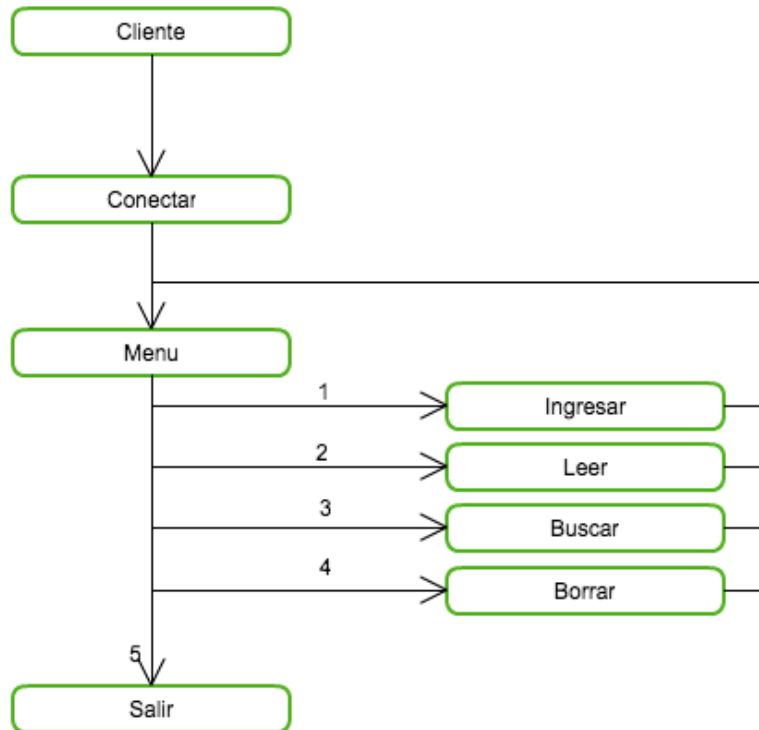 Cliente
Conectar
Menu
1
Ingresar
2
Leer
3
Buscar
4
Borrar
5
Salir